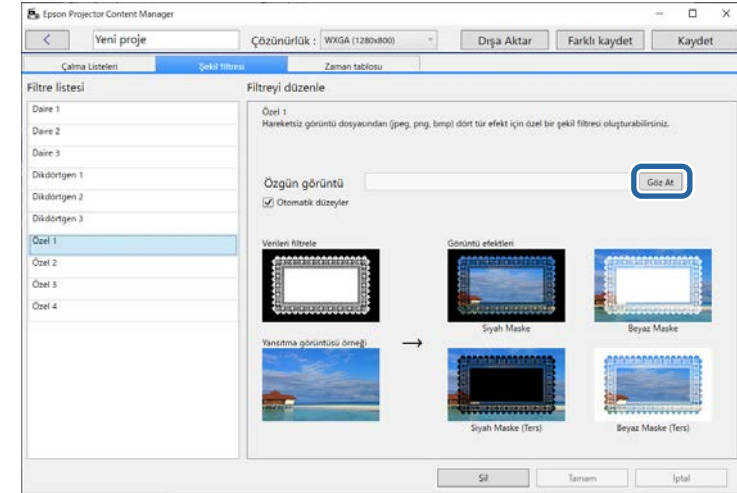 Epson Projector Content Manager
Yeni proje
Çözünürlük : WXGA (1280x800)
Dışa Aktar
Farklı kaydet
Kaydet
Çalma Listeleri
Şekil filtresi
Zaman tablosu
Filtre listesi
Daire 1
Daire 2
Daire 3
Dikdörtgen 1
Dikdörtgen 2
Dikdörtgen 3
Özel 1
Özel 2
Özel 3
Özel 4
Filtreyi düzenle
Özel 1
Hareketsiz görüntü dosyasından (jpeg, png, bmp) dört tür efekt için özel bir şekil filtresi oluşturabilirsiniz.
Özgün görüntü
Göz At
Otomatik düzeyler
Verileri filtrele
Görüntü efektleri
Siyah Maske
Beyaz Maske
Yansıtma görüntüsü örneği
Siyah Maske (Ters)
Beyaz Maske (Ters)
Sil
Tamam
İptal